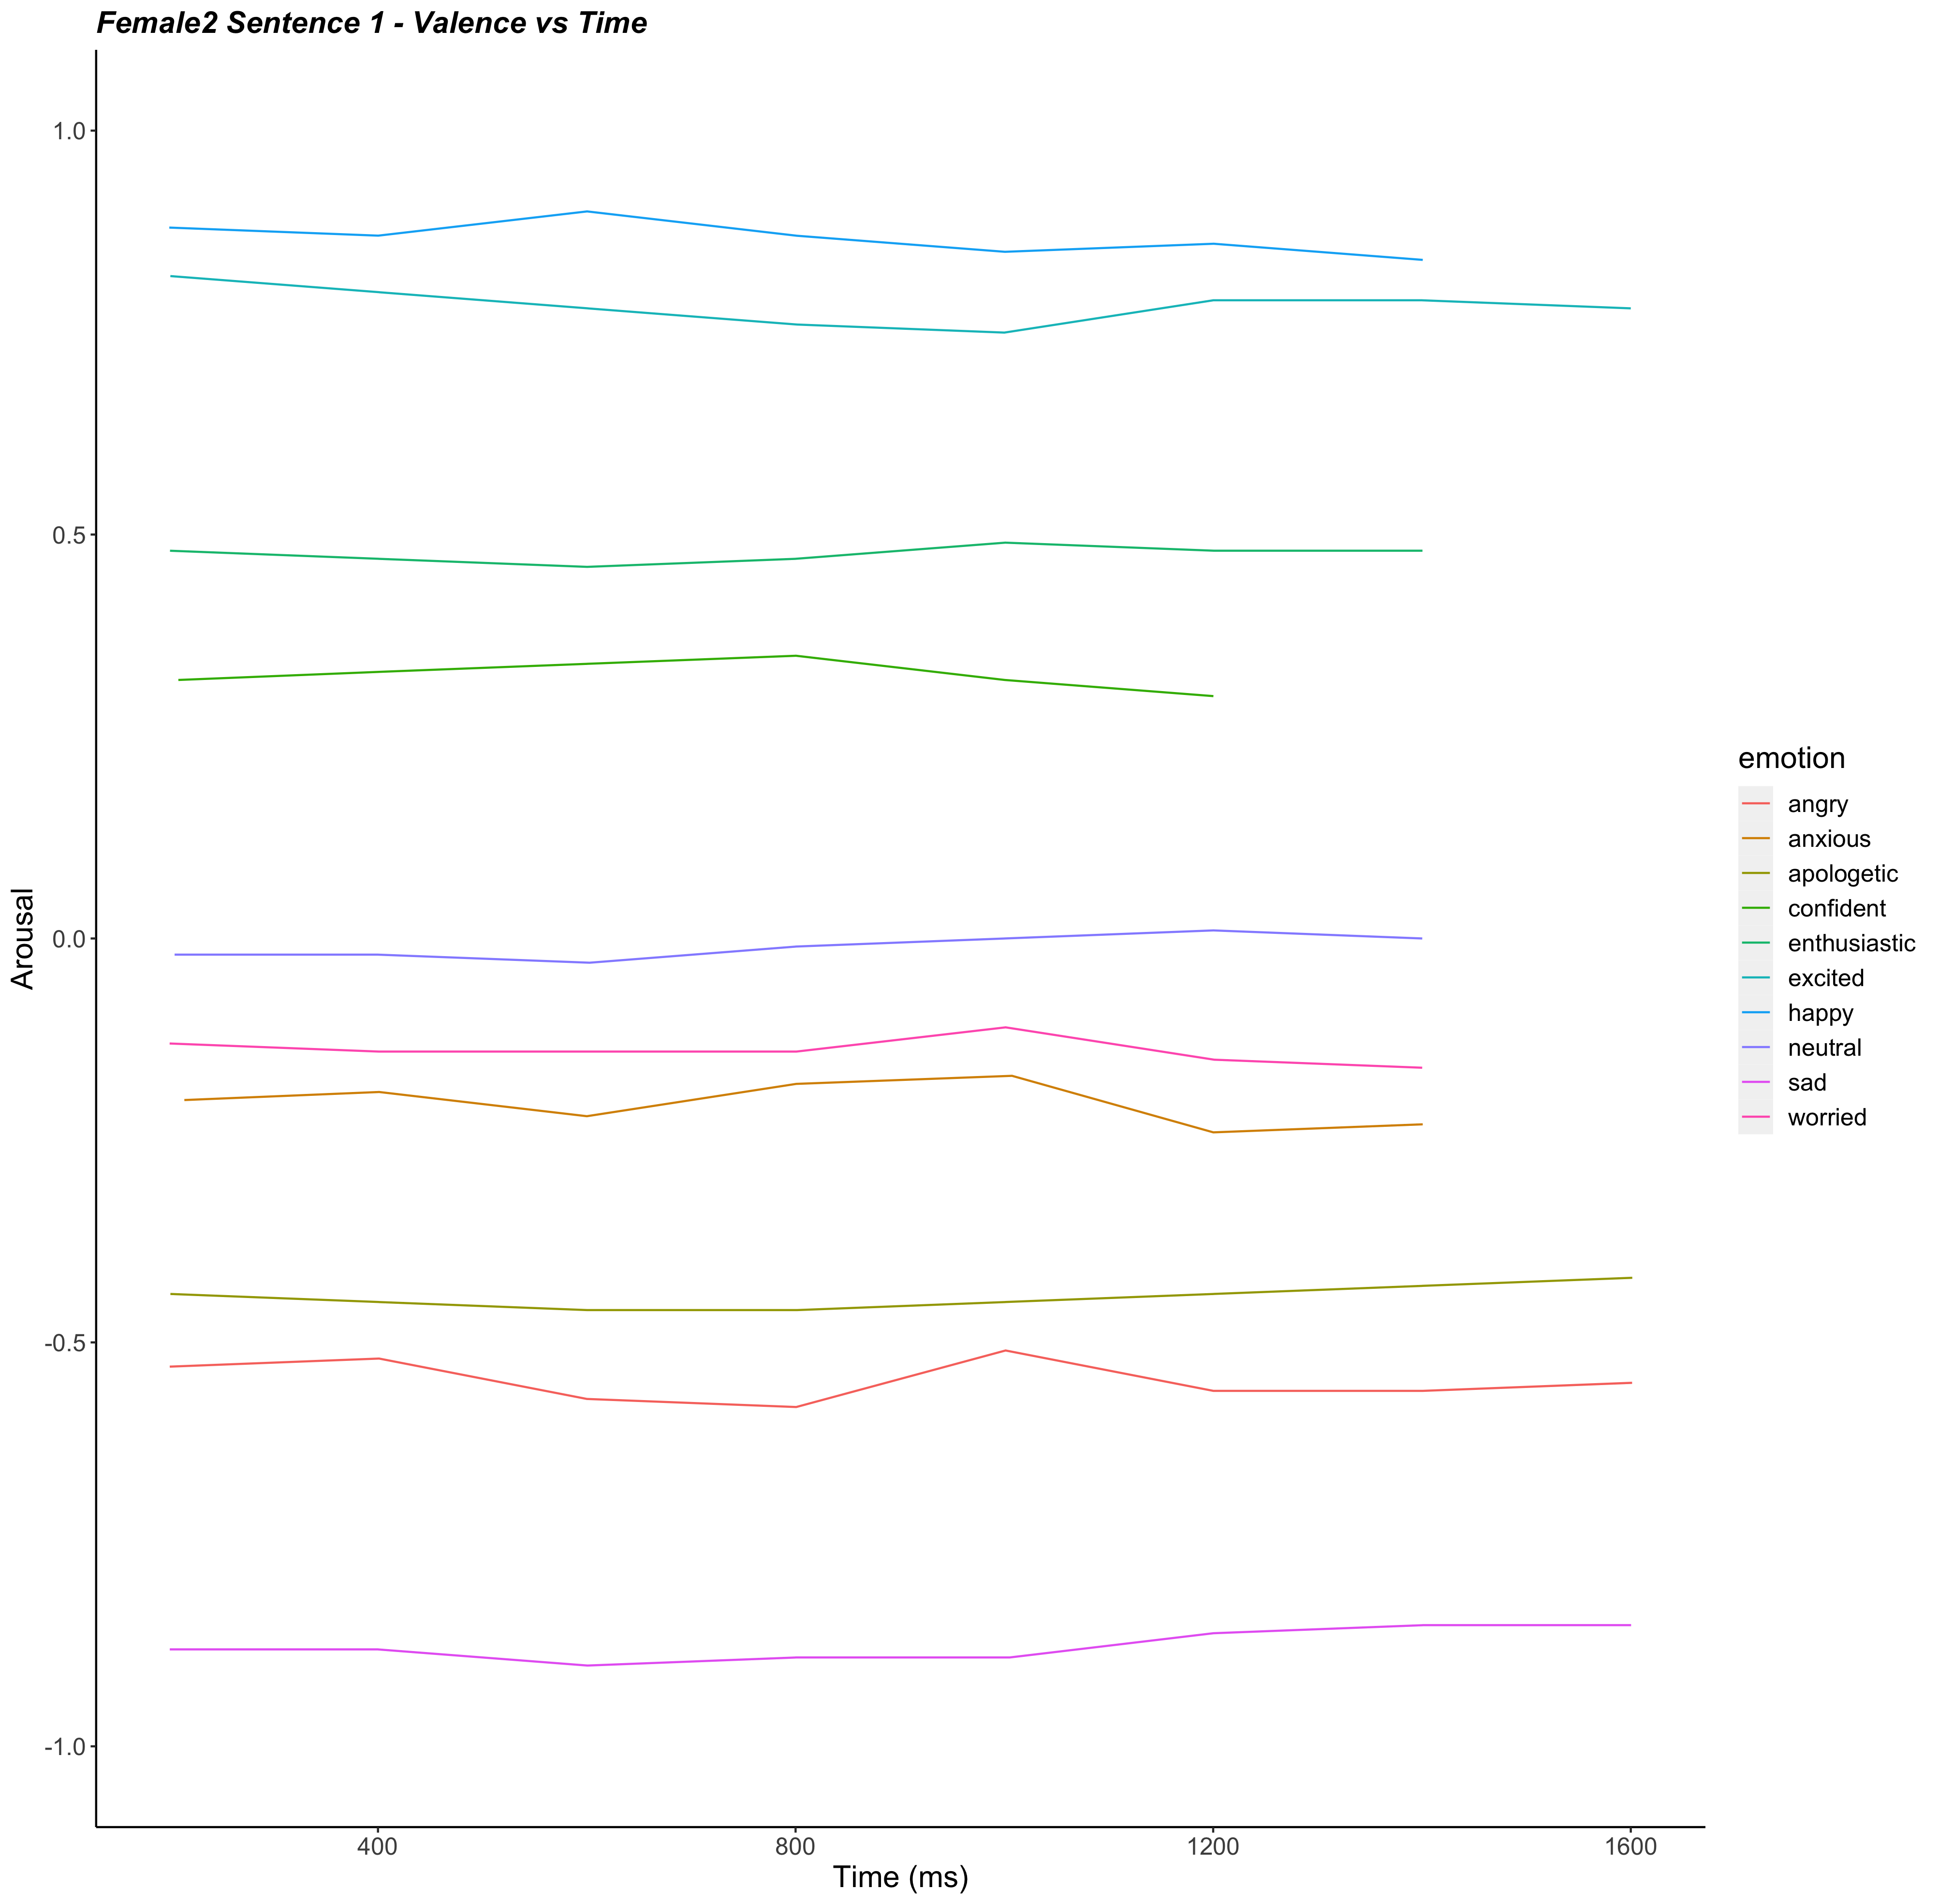 Female2 Sentence 1 - Valence vs Time
1.0
0.5
0.0
-0.5
-1.0
Arousal
400
800
1200
1600
Time (ms)
emotion
angry
anxious
apologetic
confident
enthusiastic
excited
happy
neutral
sad
worried